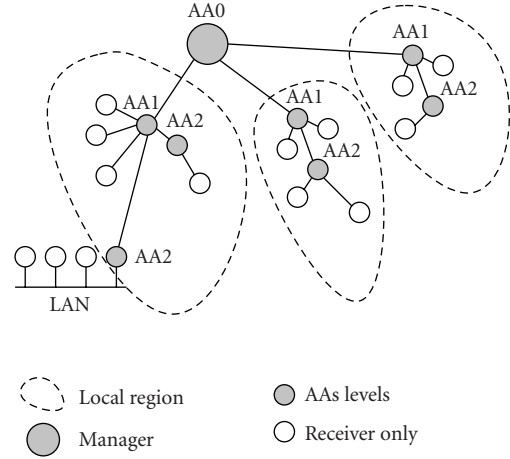 AA0
AA1
AA2
AA1
AA2
AA1
AA2
AA2
LAN
Local region
AAs levels
Manager
Receiver only